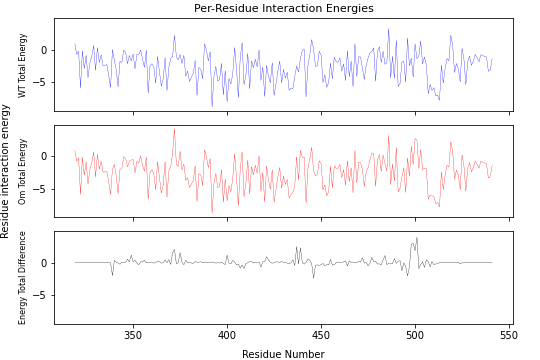 Per-Residue Interaction Energies
Residue interaction energy
WT Total Energy
0
−5
Om Total Energy
0
−5
Energy Total Difference
0
−5
350
400
450
500
550
Residue Number